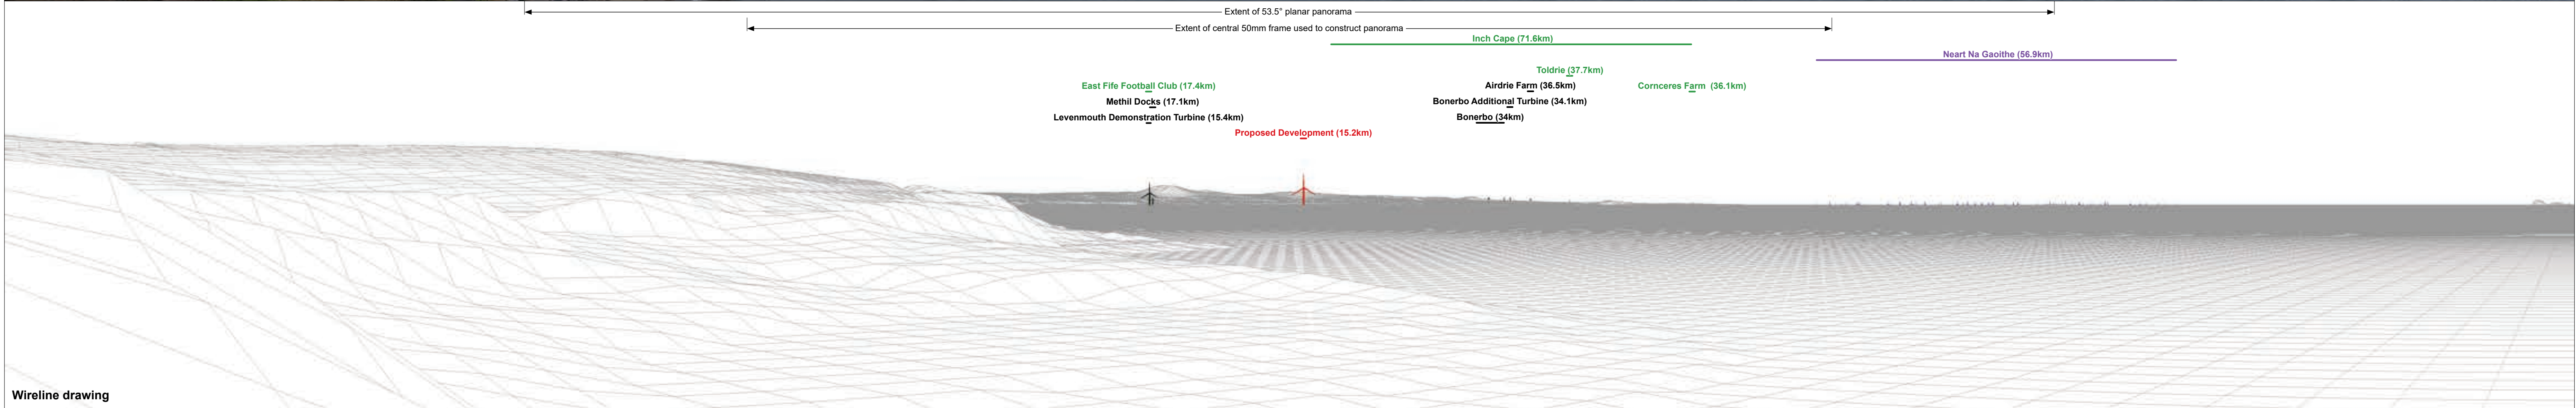 Extent of 53.5° planar panorama
Extent of central 50mm frame used to construct panorama
Inch Cape (71.6km)
Neart Na Gaoithe (56.9km)
Toldrie (37.7km)
East Fife Football Club (17.4km)
Airdrie Farm (36.5km)
Cornceres Farm (36.1km)
Methil Docks (17.1km)
Bonerbo Additional Turbine (34.1km)
Levenmouth Demonstration Turbine (15.4km)
Bonerbo (34km)
Proposed Development (15.2km)
Wireline drawing